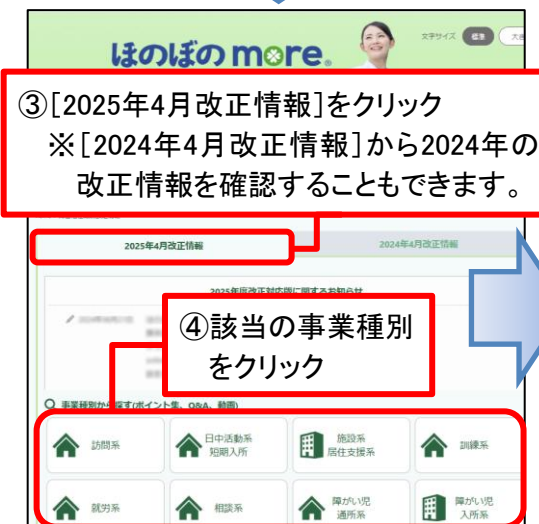 ほのぼの more®
文字サイズ 標準
③[2025年4月改正情報]をクリック
※[2024年4月改正情報]から2024年の
改正情報を確認することもできます。
2025年4月改正情報
2024年4月改正情報
2025年度改正対応版に関するお知らせ
④該当の事業種別
をクリック
事業種別から探す(ポイント集、Q&A、動画)
訪問系
日中活動系
短期入所
施設系
居住支援系
訓練系
就労系
相談系
障がい児
通所系
障がい児
入所系